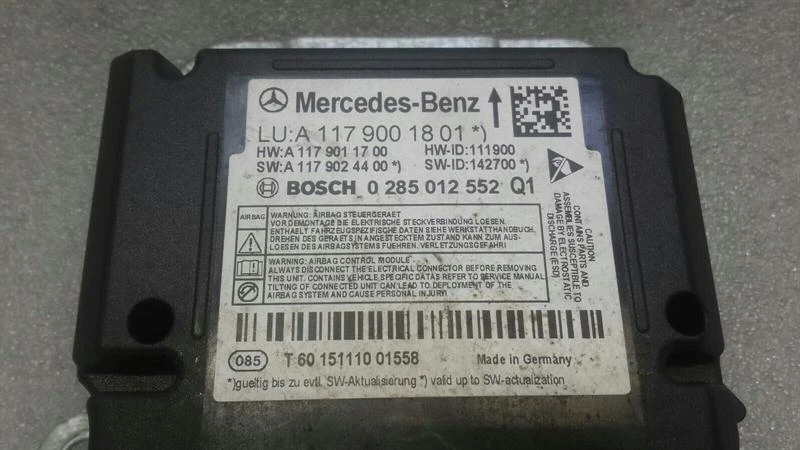 Mercedes-Benz
LU:A 117 900 18 01 *)
HW:A 117 901 17 00 HW-ID:111900
SW:A 117 902 44 00 *) SW-ID:142700 *)
BOSCH 0 285 012 552 Q1
AIRBAG
WARNUNG: AIRBAG STEUERGERAET
VOR DEMONTAGE DIE ELEKTRISCHE STECKVERBINDUNG LOESEN.
ENTHAELT FAHRZEUGSPEZIFISCHE DATEN SIEHE WERKSTATTHANDBUCH,
DREHEN DES GERAETS IN ANGESTECKTEM ZUSTAND KANN ZUM AUS-
LOESEN DES AIRBAGSYSTEMS FUEHREN. VERLETZUNGSGEFAHR!
WARNING: AIRBAG CONTROL MODULE
ALWAYS DISCONNECT THE ELECTRICAL CONNECTOR BEFORE REMOVING
THIS UNIT. CONTAINS VEHICLE SPECIFIC DATAS REFER TO SERVICE MANUAL
TILTING OF CONNECTED UNIT CAN LEAD TO DEPLOYMENT OF THE
AIRBAG SYSTEM AND CAUSE PERSONAL INJURY!
CAUTION
CONTAINS PARTS AND
ASSEMBLIES SUSCEPTIBLE TO
DAMAGE BY ELECTROSTATIC
DISCHARGE (ESD)
085 T 60 151110 01558 Made in Germany
*)gueltig bis zu evtl. SW-Aktualisierung *) valid up to SW-actualization